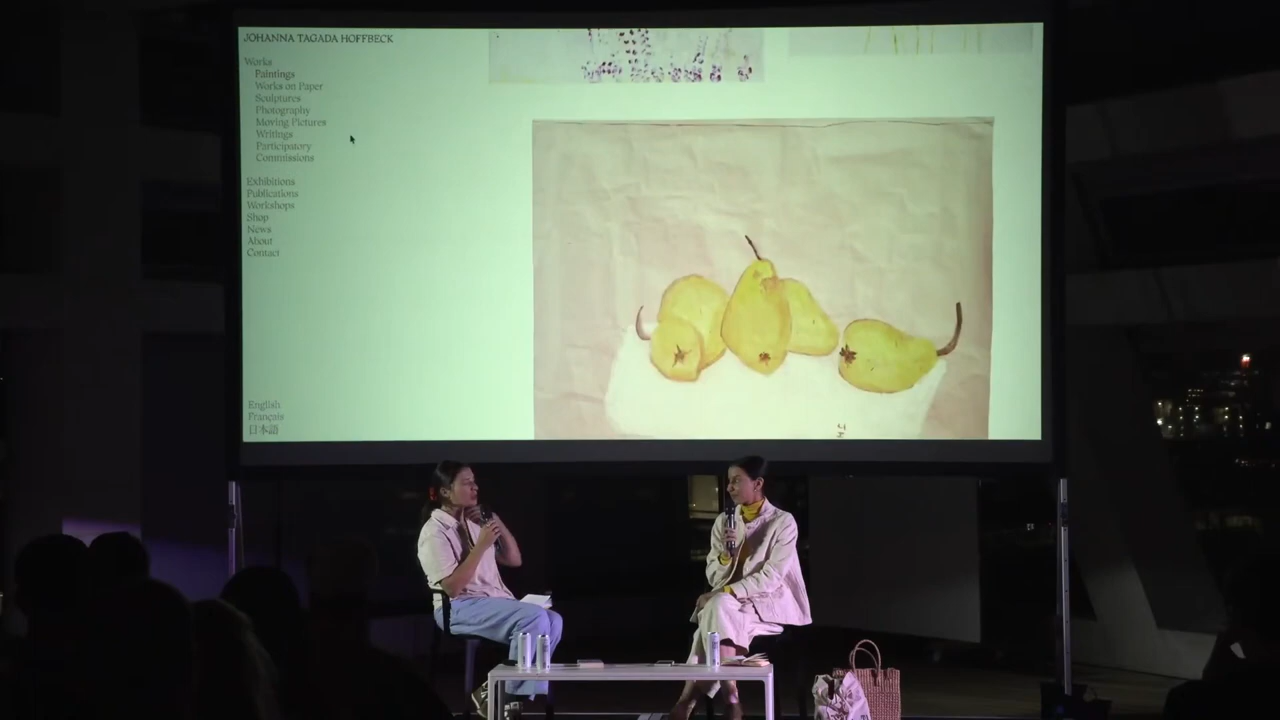 JOHANNA TAGADA HOFFBECK
Works
Paintings
Works on Paper
Sculptures
Photography
Moving Pictures
Writings
Participatory
Commissions
Exhibitions
Publications
Workshops
Shop
News
About
Contact
English
Français
日本語